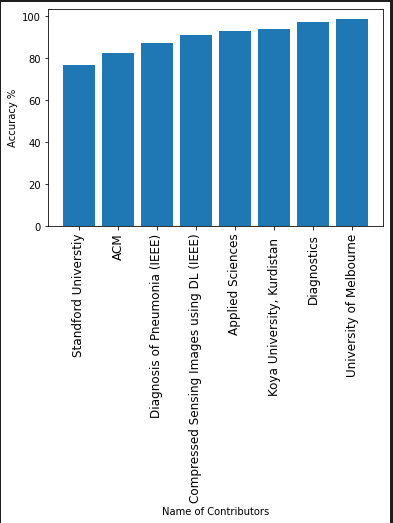 100
80
60
40
20
0
Accuracy %
Standford Universtiy
ACM
Diagnosis of Pneumonia (IEEE)
Compressed Sensing Images using DL (IEEE)
Applied Sciences
Koya University, Kurdistan
Diagnostics
University of Melbourne
Name of Contributors